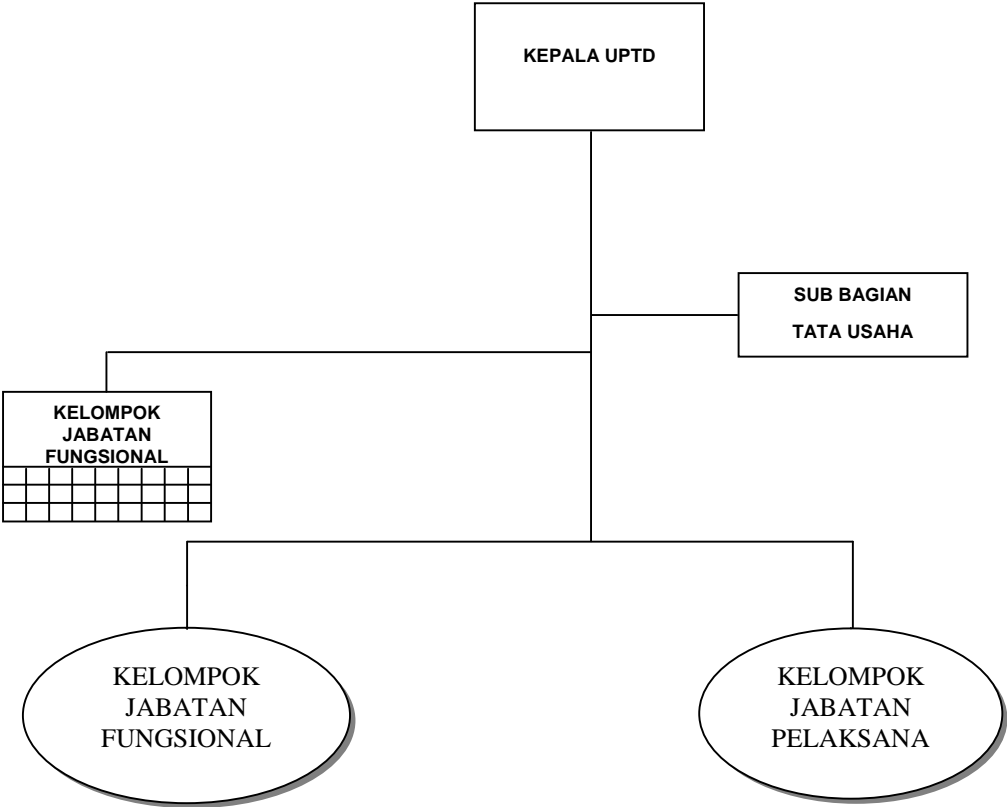 KEPALA UPTD
SUB BAGIAN
TATA USAHA
KELOMPOK
JABATAN
FUNGSIONAL
KELOMPOK
JABATAN
FUNGSIONAL
KELOMPOK
JABATAN
PELAKSANA